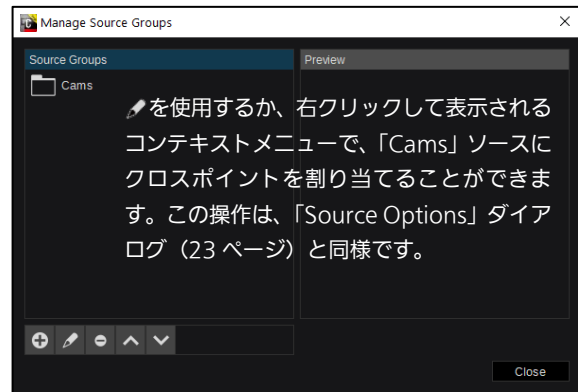 Manage Source Groups
Source Groups
Preview
Cams
を使用するか、右クリックして表示される
コンテキストメニューで、「Cams」ソースに
クロスポイントを割り当てることができま
す。この操作は、「Source Options」ダイア
ログ（23 ページ）と同様です。
Close